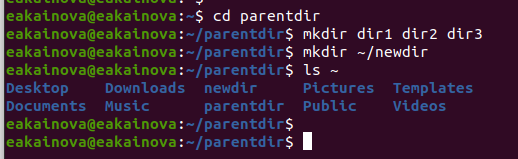 eakainova@eakainova:~$ cd parentdir
eakainova@eakainova:~/parentdir$ mkdir dir1 dir2 dir3
eakainova@eakainova:~/parentdir$ mkdir ~/newdir
eakainova@eakainova:~/parentdir$ ls ~
Desktop    Downloads  newdir     Pictures  Templates
Documents  Music      parentdir  Public    Videos
eakainova@eakainova:~/parentdir$
eakainova@eakainova:~/parentdir$